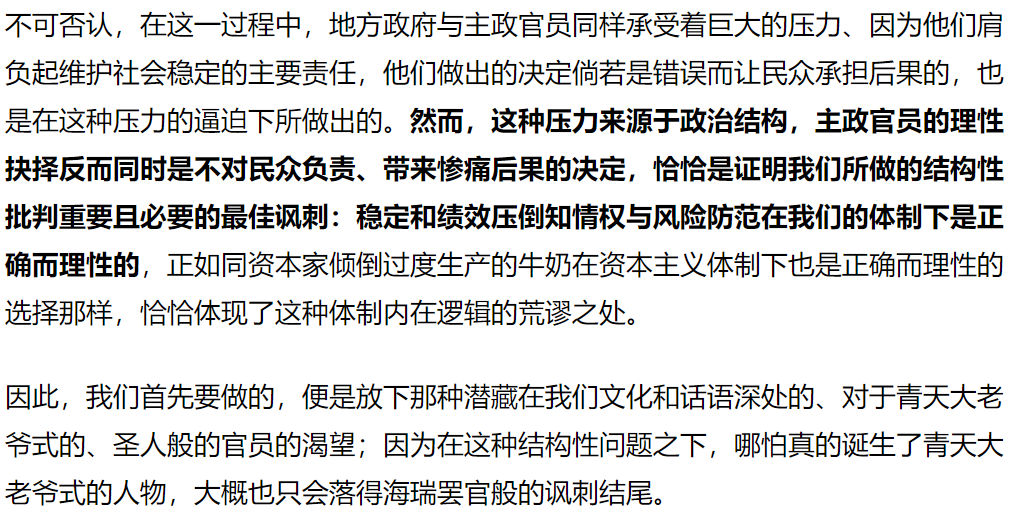 不可否认，在这一过程中，地方政府与主政官员同样承受着巨大的压力、因为他们肩
负起维护社会稳定的主要责任，他们做出的决定倘若是错误而让民众承担后果的，也
是在这种压力的逼迫下所做出的。然而，这种压力来源于政治结构，主政官员的理性
抉择反而同时是不对民众负责、带来惨痛后果的决定，恰恰是证明我们所做的结构性
批判重要且必要的最佳讽刺：稳定和绩效压倒知情权与风险防范在我们的体制下是正
确而理性的，正如同资本家倾倒过度生产的牛奶在资本主义体制下也是正确而理性的
选择那样，恰恰体现了这种体制内在逻辑的荒谬之处。
因此，我们首先要做的，便是放下那种潜藏在我们文化和话语深处的、对于青天大老
爷式的、圣人般的官员的渴望；因为在这种结构性问题之下，哪怕真的诞生了青天大
老爷式的人物，大概也只会落得海瑞罢官般的讽刺结尾。